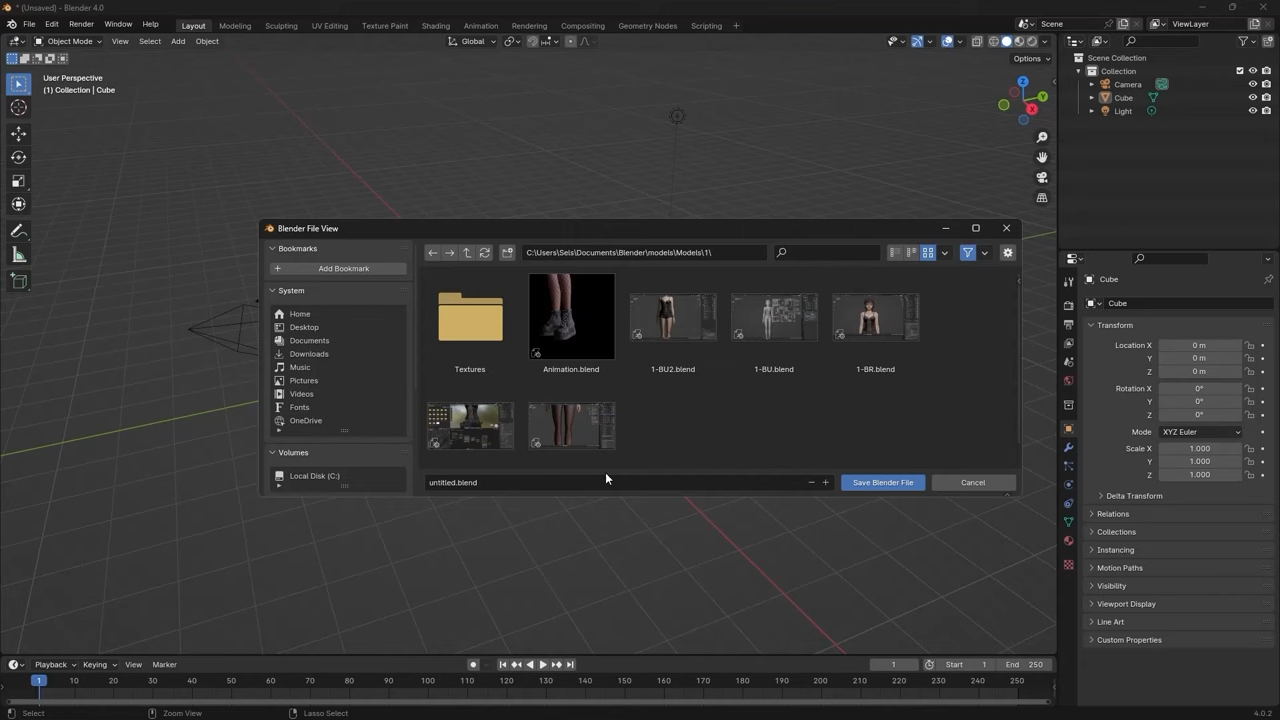 * (Unsaved) - Blender 4.0
File Edit Render Window Help Layout Modeling Sculpting UV Editing Texture Paint Shading Animation Rendering Compositing Geometry Nodes Scripting + Scene ViewLayer
Object Mode View Select Add Object Global
Options
User Perspective
(1) Collection | Cube
Z
Y
X
Scene Collection
Collection
Camera
Cube
Light
Blender File View
Bookmarks
Add Bookmark
System
Home
Desktop
Documents
Downloads
Music
Pictures
Videos
Fonts
OneDrive
Volumes
Local Disk (C:)
C:\Users\Seis\Documents\Blender\models\Models\1\
Textures
Animation.blend
1-BU2.blend
1-BU.blend
1-BR.blend
untitled.blend
Save Blender File
Cancel
Cube
Cube
Transform
Location X 0 m
Y 0 m
Z 0 m
Rotation X 0°
Y 0°
Z 0°
Mode XYZ Euler
Scale X 1.000
Y 1.000
Z 1.000
Delta Transform
Relations
Collections
Instancing
Motion Paths
Visibility
Viewport Display
Line Art
Custom Properties
Playback Keying View Marker 1 Start 1 End 250
1 10 20 30 40 50 60 70 80 90 100 110 120 130 140 150 160 170 180 190 200 210 220 230 240 250
Select Zoom View Lasso Select 4.0.2